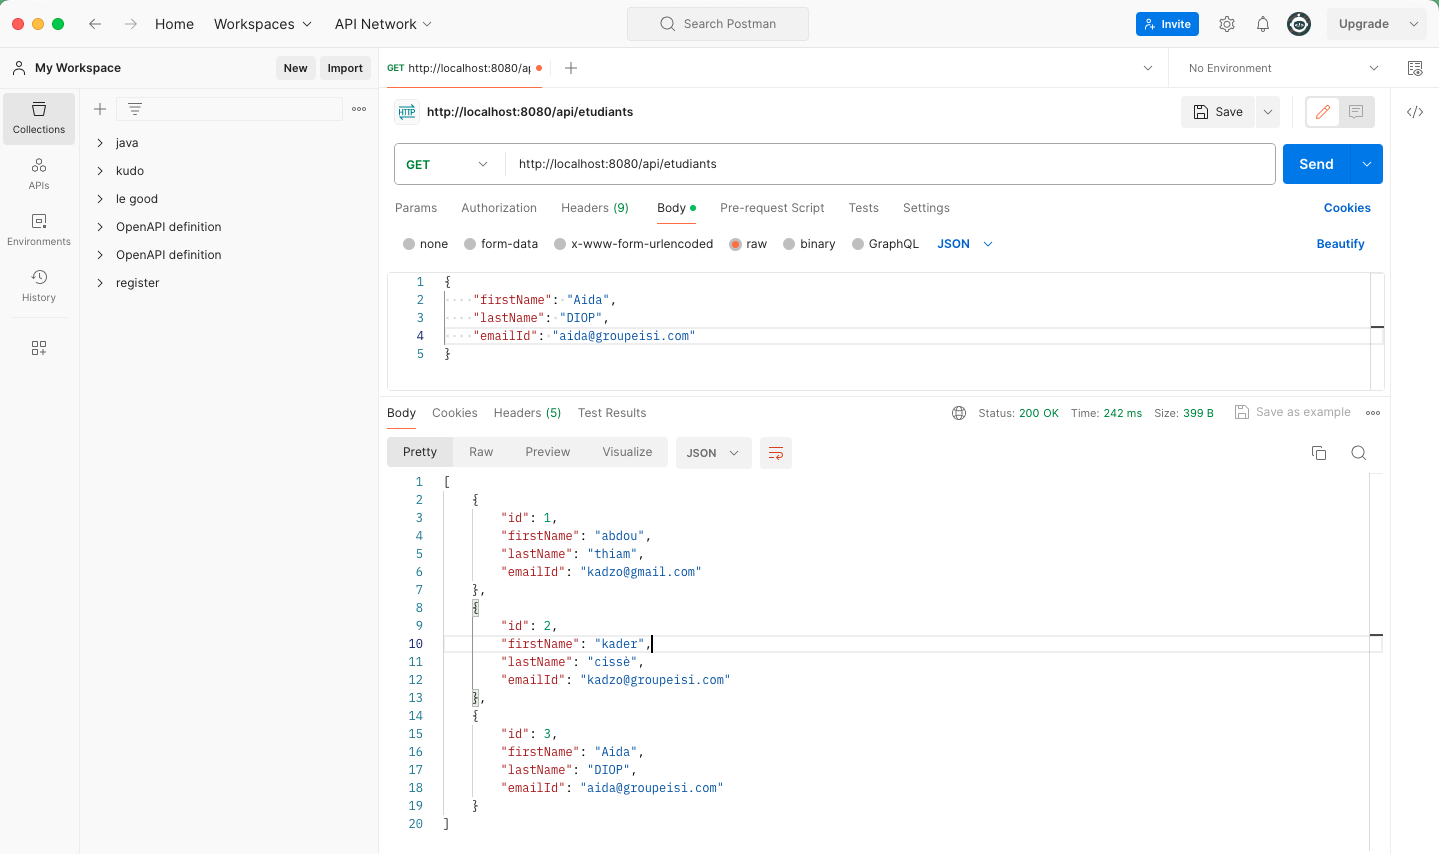 Home Workspaces API Network Search Postman Invite Upgrade
My Workspace New Import GET http://localhost:8080/a No Environment
Collections
APIs
Environments
History
java
kudo
le good
OpenAPI definition
OpenAPI definition
register
HTTP http://localhost:8080/api/etudiants Save
GET http://localhost:8080/api/etudiants Send
Params Authorization Headers (9) Body Pre-request Script Tests Settings Cookies
none form-data x-www-form-urlencoded raw binary GraphQL JSON Beautify
1 {
2 "firstName": "Aida",
3 "lastName": "DIOP",
4 "emailId": "aida@groupeisi.com"
5 }
Body Cookies Headers (5) Test Results Status: 200 OK Time: 242 ms Size: 399 B Save as example
Pretty Raw Preview Visualize JSON
1 [
2 {
3 "id": 1,
4 "firstName": "abdou",
5 "lastName": "thiam",
6 "emailId": "kadzo@gmail.com"
7 },
8 {
9 "id": 2,
10 "firstName": "kader",
11 "lastName": "cissè",
12 "emailId": "kadzo@groupeisi.com"
13 },
14 {
15 "id": 3,
16 "firstName": "Aida",
17 "lastName": "DIOP",
18 "emailId": "aida@groupeisi.com"
19 }
20 ]